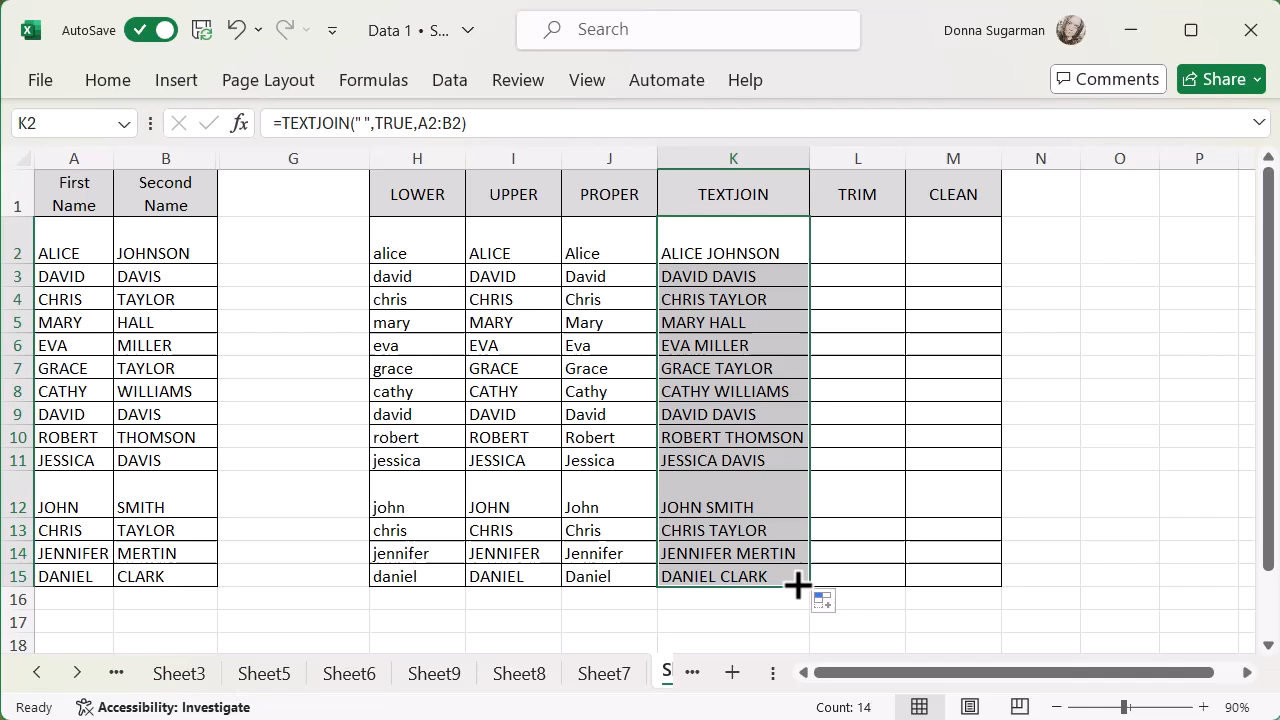 AutoSave Data 1 • S... Search Donna Sugarman
File Home Insert Page Layout Formulas Data Review View Automate Help Comments Share
K2 fx =TEXTJOIN(" ",TRUE,A2:B2)
A B G H I J K L M N O P
1 First Name Second Name LOWER UPPER PROPER TEXTJOIN TRIM CLEAN
2 ALICE JOHNSON alice ALICE Alice ALICE JOHNSON
3 DAVID DAVIS david DAVID David DAVID DAVIS
4 CHRIS TAYLOR chris CHRIS Chris CHRIS TAYLOR
5 MARY HALL mary MARY Mary MARY HALL
6 EVA MILLER eva EVA Eva EVA MILLER
7 GRACE TAYLOR grace GRACE Grace GRACE TAYLOR
8 CATHY WILLIAMS cathy CATHY Cathy CATHY WILLIAMS
9 DAVID DAVIS david DAVID David DAVID DAVIS
10 ROBERT THOMSON robert ROBERT Robert ROBERT THOMSON
11 JESSICA DAVIS jessica JESSICA Jessica JESSICA DAVIS
12 JOHN SMITH john JOHN John JOHN SMITH
13 CHRIS TAYLOR chris CHRIS Chris CHRIS TAYLOR
14 JENNIFER MERTIN jennifer JENNIFER Jennifer JENNIFER MERTIN
15 DANIEL CLARK daniel DANIEL Daniel DANIEL CLARK
16
17
18
... Sheet3 Sheet5 Sheet6 Sheet9 Sheet8 Sheet7 ...
Ready Accessibility: Investigate Count: 14 90%